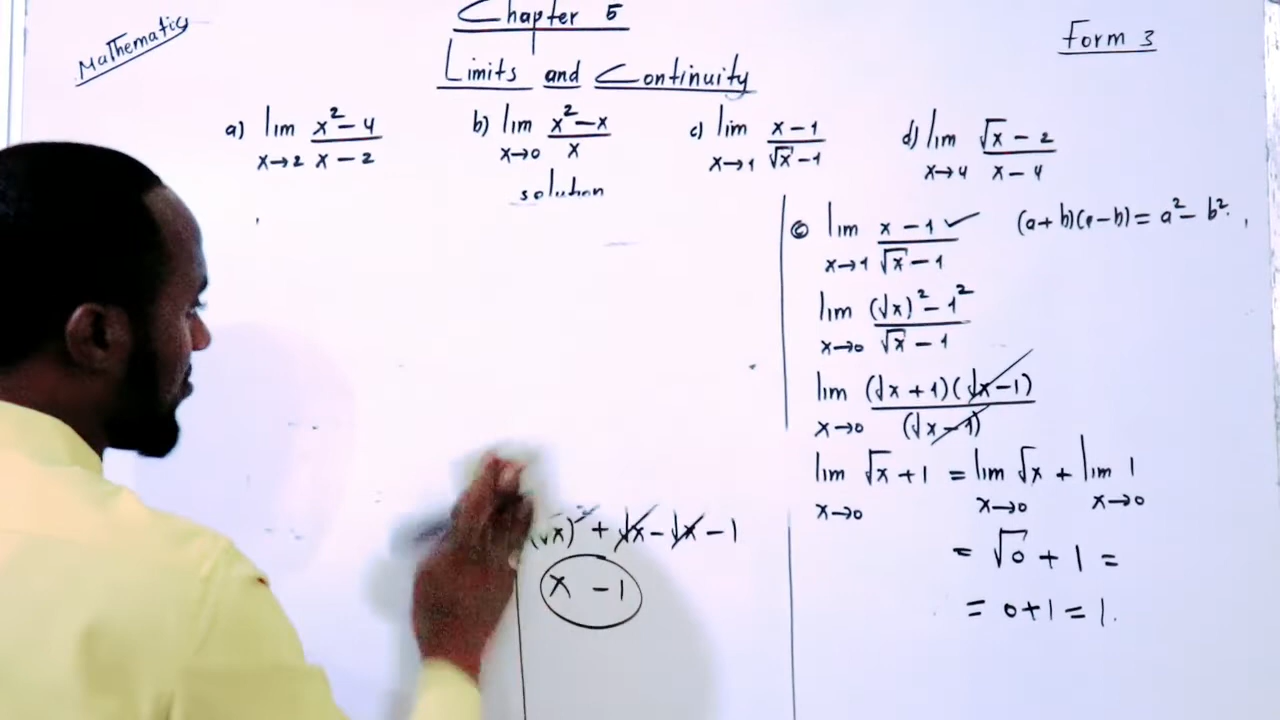 Mathematics
Chapter 5
Form 3
Limits and Continuity
a) lim x→2 x²-4 / x-2
b) lim x→0 x²-x / x
c) lim x→1 x-1 / √x-1
d) lim x→4 √x-2 / x-4
solution
© lim x→1 x-1 / √x-1 ✓
(a+b)(a-b)=a²-b².
lim x→0 (√x)²-1² / √x-1
lim x→0 (√x+1)(√x-1) / (√x-1)
lim x→0 √x+1 = lim x→0 √x + lim x→0 1
= √0 + 1 =
= 0+1=1.
(√x)² + √x - √x - 1
x - 1